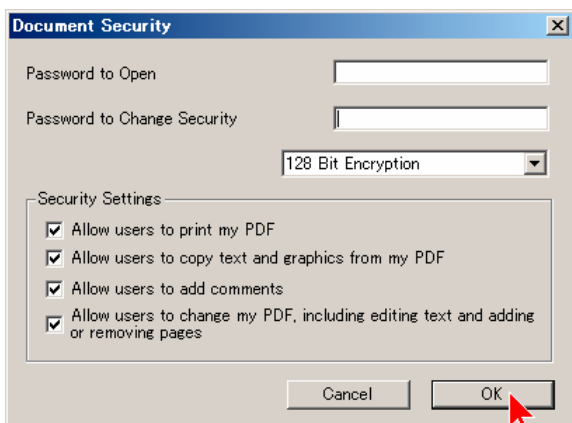 Document Security
Password to Open
Password to Change Security
128 Bit Encryption
Security Settings
Allow users to print my PDF
Allow users to copy text and graphics from my PDF
Allow users to add comments
Allow users to change my PDF, including editing text and adding
or removing pages
Cancel
OK